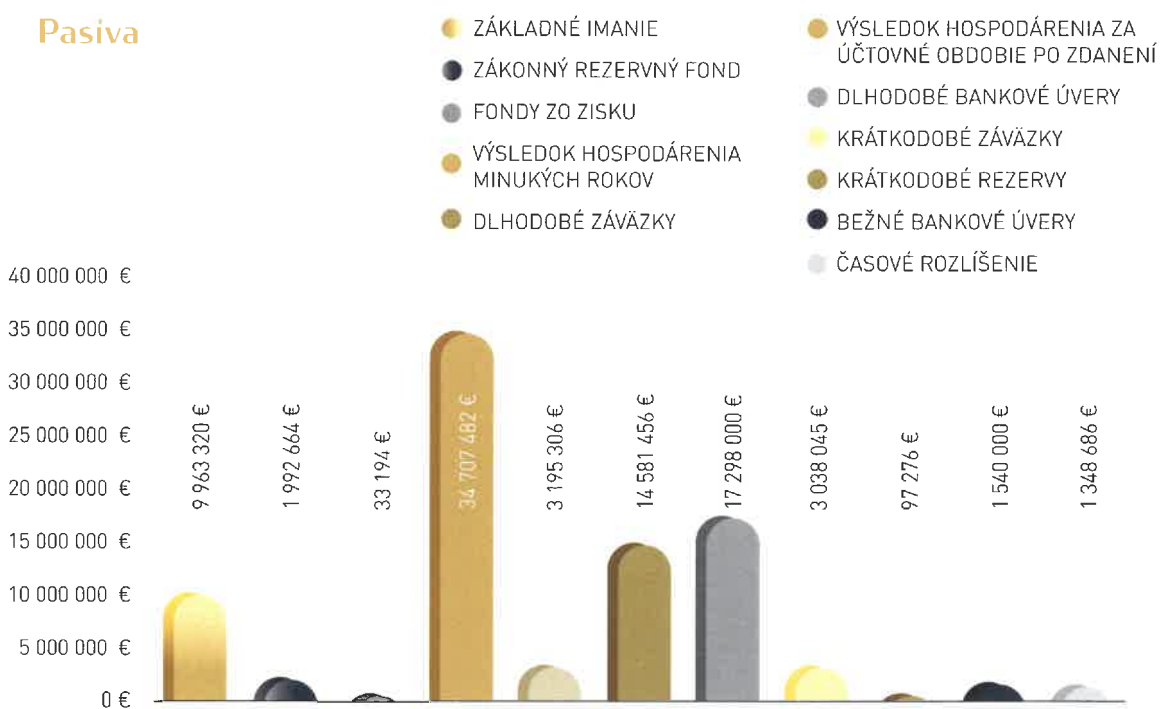 Pasiva
ZÁKLADNÉ IMANIE
ZÁKONNÝ REZERVNÝ FOND
FONDY ZO ZISKU
VÝSLEDOK HOSPODÁRENIA
MINUKÝCH ROKOV
DLHODOBÉ ZÁVÄZKY
VÝSLEDOK HOSPODÁRENIA ZA
ÚČTOVNÉ OBDOBIE PO ZDANENÍ
DLHODOBÉ BANKOVÉ ÚVERY
KRÁTKODOBÉ ZÁVÄZKY
KRÁTKODOBÉ REZERVY
BEŽNÉ BANKOVÉ ÚVERY
ČASOVÉ ROZLÍŠENIE
40 000 000 €
35 000 000 €
30 000 000 €
25 000 000 €
20 000 000 €
15 000 000 €
10 000 000 €
5 000 000 €
0 €
9 963 320 €
1 992 664 €
33 194 €
34 707 482 €
3 195 306 €
14 581 456 €
17 298 000 €
3 038 045 €
97 276 €
1 540 000 €
1 348 686 €